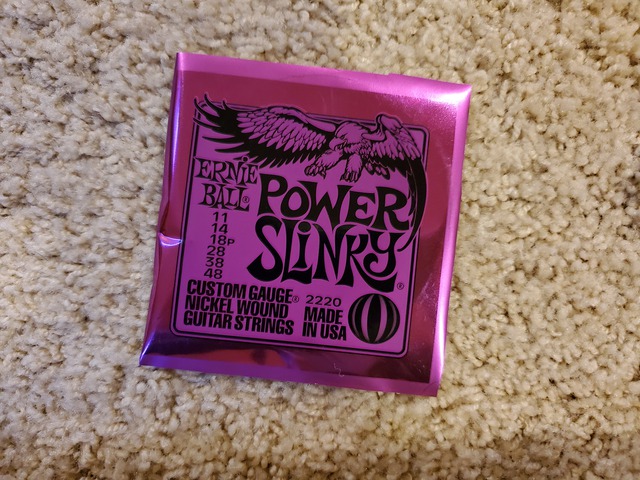 ERNiE
BALL®
POWER
SLiNKY®
11
14
18P
28
38
48
CUSTOM GAUGE®
NICKEL WOUND
GUITAR STRINGS
2220
MADE
IN USA